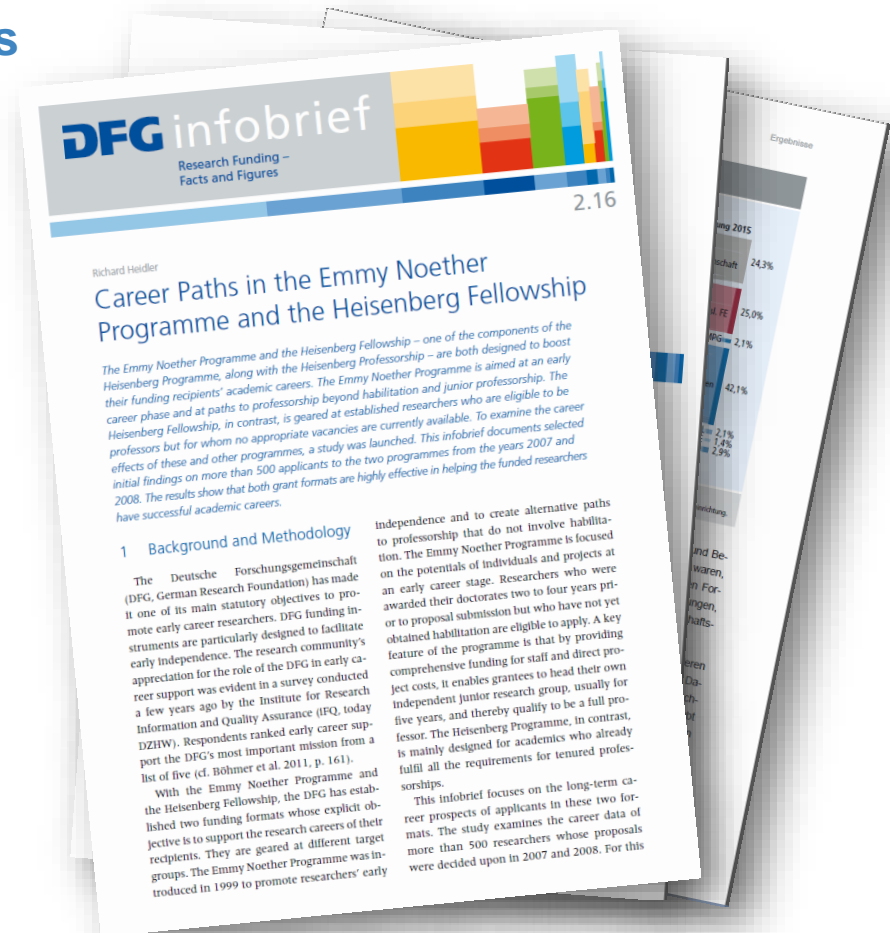 s
DFG infobrief
Research Funding –
Facts and Figures
2.16
Richard Heidler
Career Paths in the Emmy Noether
Programme and the Heisenberg Fellowship
The Emmy Noether Programme and the Heisenberg Fellowship – one of the components of the
Heisenberg Programme, along with the Heisenberg Professorship – are both designed to boost
their funding recipients' academic careers. The Emmy Noether Programme is aimed at an early
career phase and at paths to professorship beyond habilitation and junior professorship. The
Heisenberg Fellowship, in contrast, is geared at established researchers who are eligible to be
professors but for whom no appropriate vacancies are currently available. To examine the career
effects of these and other programmes, a study was launched. This infobrief documents selected
initial findings on more than 500 applicants to the two programmes from the years 2007 and
2008. The results show that both grant formats are highly effective in helping the funded researchers
have successful academic careers.
1 Background and Methodology
The Deutsche Forschungsgemeinschaft
(DFG, German Research Foundation) has made
it one of its main statutory objectives to pro-
mote early career researchers. DFG funding in-
struments are particularly designed to facilitate
early independence. The research community's
appreciation for the role of the DFG in early ca-
reer support was evident in a survey conducted
a few years ago by the Institute for Research
Information and Quality Assurance (IFQ, today
DZHW). Respondents ranked early career sup-
port the DFG's most important mission from a
list of five (cf. Böhmer et al. 2011, p. 161).
With the Emmy Noether Programme and
the Heisenberg Fellowship, the DFG has estab-
lished two funding formats whose explicit ob-
jective is to support the research careers of their
recipients. They are geared at different target
groups. The Emmy Noether Programme was in-
troduced in 1999 to promote researchers' early
independence and to create alternative paths
to professorship that do not involve habilita-
tion. The Emmy Noether Programme is focused
on the potentials of individuals and projects at
an early career stage. Researchers who were
awarded their doctorates two to four years pri-
or to proposal submission but who have not yet
obtained habilitation are eligible to apply. A key
feature of the programme is that by providing
comprehensive funding for staff and direct pro-
ject costs, it enables grantees to head their own
independent junior research group, usually for
five years, and thereby qualify to be a full pro-
fessor. The Heisenberg Programme, in contrast,
is mainly designed for academics who already
fulfil all the requirements for tenured profes-
sorships.
This infobrief focuses on the long-term ca-
reer prospects of applicants in these two for-
mats. The study examines the career data of
more than 500 researchers whose proposals
were decided upon in 2007 and 2008. For this
Ergebnisse
ung 2015
schaft 24,3%
l. FE 25,0%
MPG 2,1%
en 42,1%
2,1%
1,4%
2,9%
nrichtung.
und Be-
waren,
en For-
ungen,
hafts-
eren
Da-
ch-